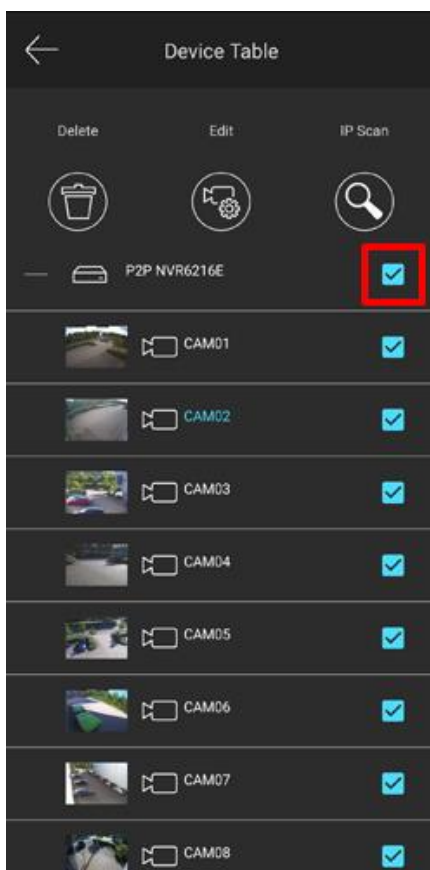 Device Table
Delete Edit IP Scan
P2P NVR6216E
CAM01
CAM02
CAM03
CAM04
CAM05
CAM06
CAM07
CAM08